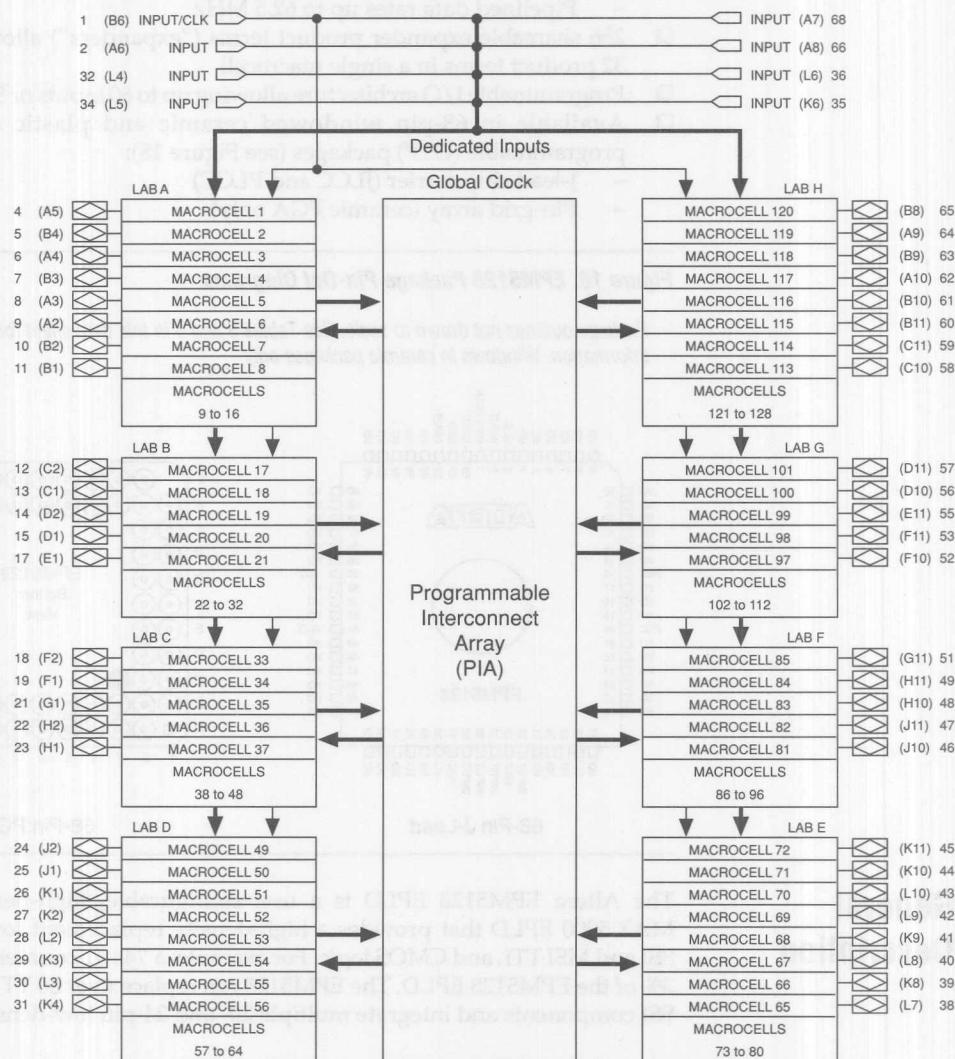 1 (B6) INPUT/CLK INPUT (A7) 68
2 (A6) INPUT INPUT (A8) 66
32 (L4) INPUT INPUT (L6) 36
34 (L5) INPUT INPUT (K6) 35
Dedicated Inputs
Global Clock
LAB A LAB H
4 (A5) MACROCELL 1 MACROCELL 120 (B8) 65
5 (B4) MACROCELL 2 MACROCELL 119 (A9) 64
6 (A4) MACROCELL 3 MACROCELL 118 (B9) 63
7 (B3) MACROCELL 4 MACROCELL 117 (A10) 62
8 (A3) MACROCELL 5 MACROCELL 116 (B10) 61
9 (A2) MACROCELL 6 MACROCELL 115 (B11) 60
10 (B2) MACROCELL 7 MACROCELL 114 (C11) 59
11 (B1) MACROCELL 8 MACROCELL 113 (C10) 58
MACROCELLS MACROCELLS
9 to 16 121 to 128
LAB B LAB G
12 (C2) MACROCELL 17 MACROCELL 101 (D11) 57
13 (C1) MACROCELL 18 MACROCELL 100 (D10) 56
14 (D2) MACROCELL 19 MACROCELL 99 (E11) 55
15 (D1) MACROCELL 20 MACROCELL 98 (F11) 53
17 (E1) MACROCELL 21 MACROCELL 97 (F10) 52
MACROCELLS MACROCELLS
22 to 32 102 to 112
Programmable
Interconnect
Array
(PIA)
LAB C LAB F
18 (F2) MACROCELL 33 MACROCELL 85 (G11) 51
19 (F1) MACROCELL 34 MACROCELL 84 (H11) 49
21 (G1) MACROCELL 35 MACROCELL 83 (H10) 48
22 (H2) MACROCELL 36 MACROCELL 82 (J11) 47
23 (H1) MACROCELL 37 MACROCELL 81 (J10) 46
MACROCELLS MACROCELLS
38 to 48 86 to 96
LAB D LAB E
24 (J2) MACROCELL 49 MACROCELL 72 (K11) 45
25 (J1) MACROCELL 50 MACROCELL 71 (K10) 44
26 (K1) MACROCELL 51 MACROCELL 70 (L10) 43
27 (K2) MACROCELL 52 MACROCELL 69 (L9) 42
28 (L2) MACROCELL 53 MACROCELL 68 (K9) 41
29 (K3) MACROCELL 54 MACROCELL 67 (L8) 40
30 (L3) MACROCELL 55 MACROCELL 66 (K8) 39
31 (K4) MACROCELL 56 MACROCELL 65 (L7) 38
MACROCELLS MACROCELLS
57 to 64 73 to 80